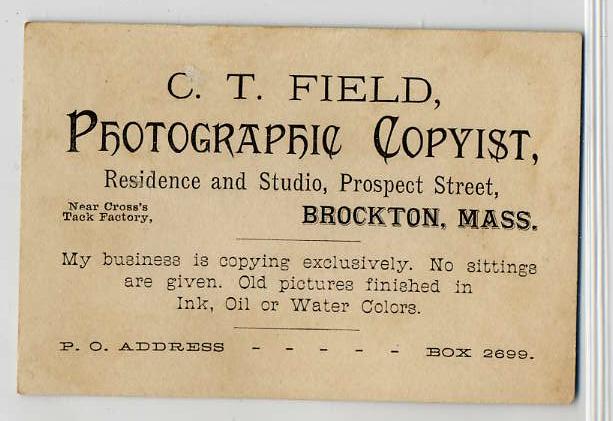 C. T. FIELD,
PHOTOGRAPHIC COPYIST,
Residence and Studio, Prospect Street,
Near Cross's
Tack Factory,
BROCKTON, MASS.
My business is copying exclusively. No sittings
are given. Old pictures finished in
Ink, Oil or Water Colors.
P. O. ADDRESS - - - - - BOX 2699.